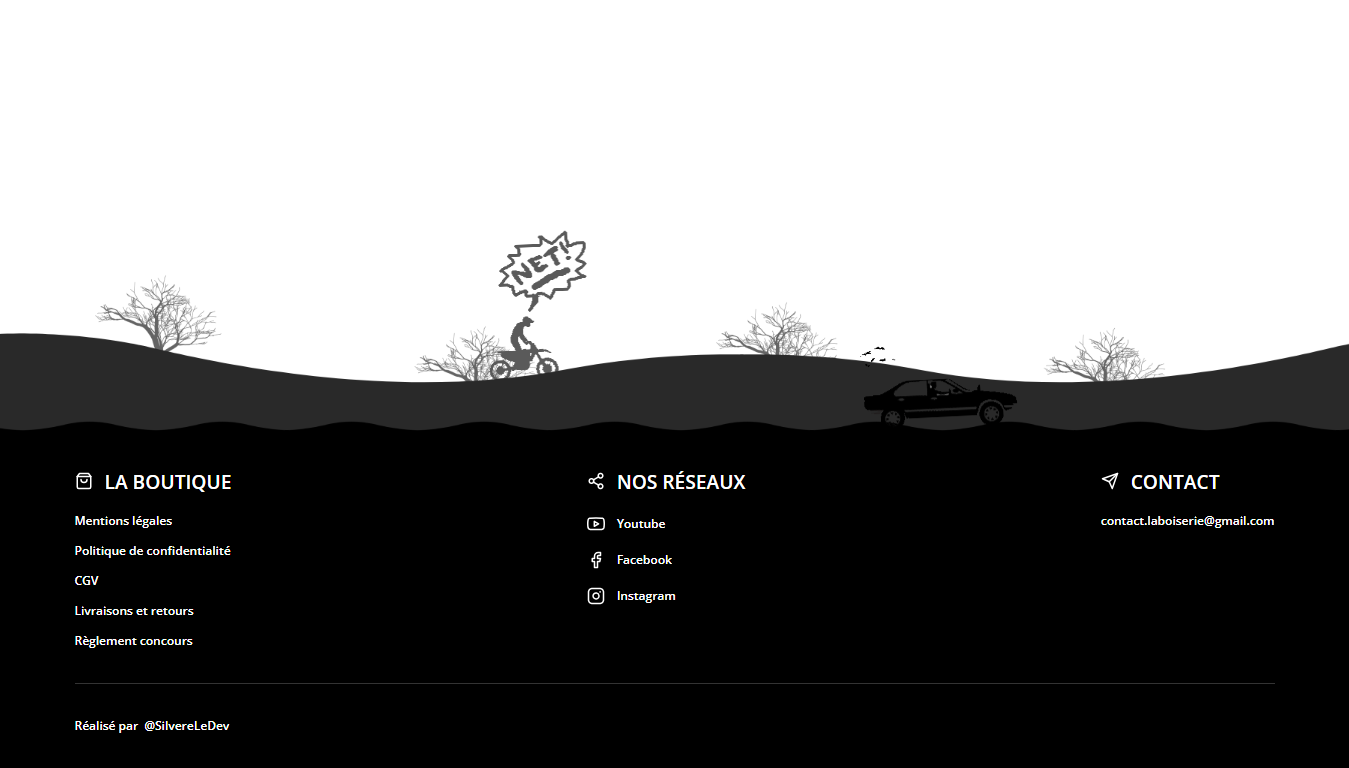 NET!
LA BOUTIQUE
Mentions légales
Politique de confidentialité
CGV
Livraisons et retours
Règlement concours
NOS RÉSEAUX
Youtube
Facebook
Instagram
CONTACT
contact.laboiserie@gmail.com
Réalisé par @SilvereLeDev